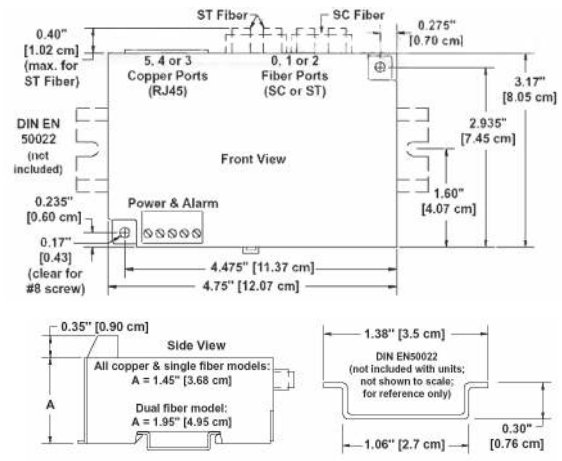 ST Fiber
SC Fiber
0.40"
[1.02 cm]
(max. for
ST Fiber)
0.275"
[0.70 cm]
5, 4 or 3
Copper Ports
(RJ45)
0, 1 or 2
Fiber Ports
(SC or ST)
3.17"
[8.05 cm]
2.935"
[7.45 cm]
DIN EN
50022
(not
included)
Front View
1.60"
[4.07 cm]
0.235"
[0.60 cm]
Power & Alarm
0.17"
[0.43]
(clear for
#8 screw)
4.475" [11.37 cm]
4.75" [12.07 cm]
0.35" [0.90 cm]
Side View
All copper & single fiber models:
A = 1.45" [3.68 cm]
Dual fiber model:
A = 1.95" [4.95 cm]
A
1.38" [3.5 cm]
DIN EN50022
(not included with units;
not shown to scale;
for reference only)
0.30"
[0.76 cm]
1.06" [2.7 cm]